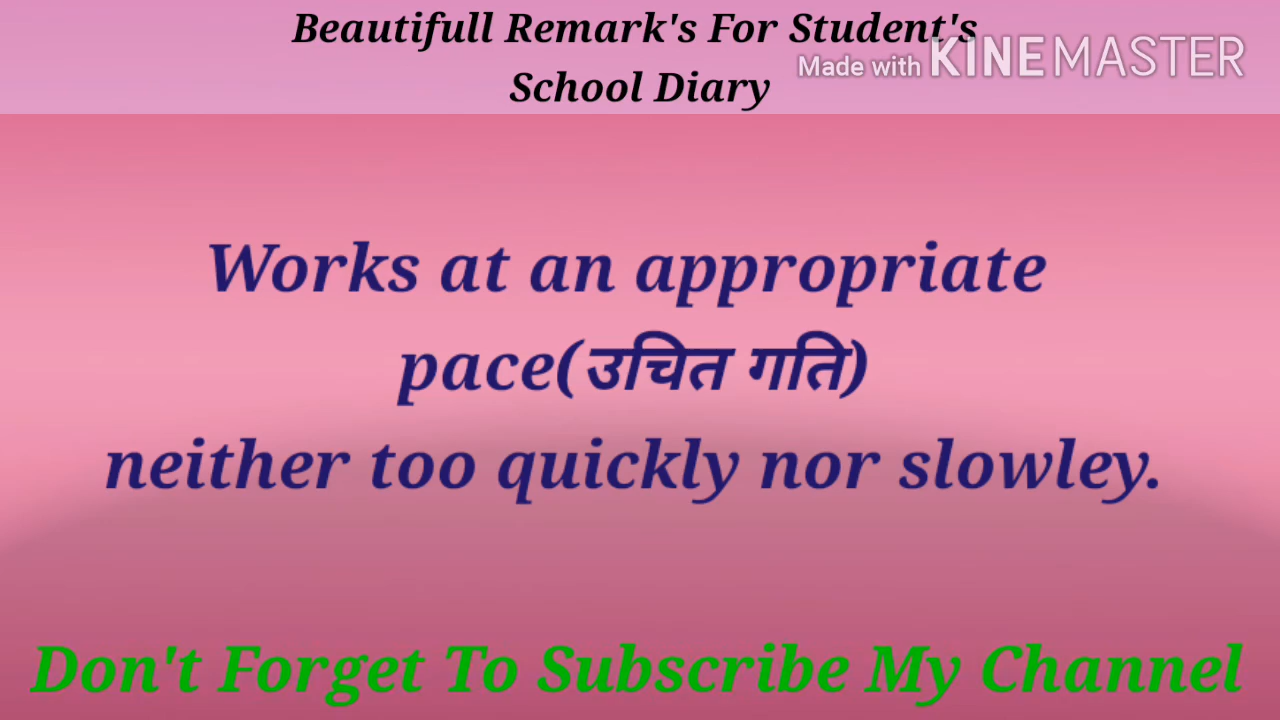 Beautifull Remark's For Student's
School Diary
Made with KINEMASTER
Works at an appropriate
pace(उचित गति)
neither too quickly nor slowley.
Don't Forget To Subscribe My Channel